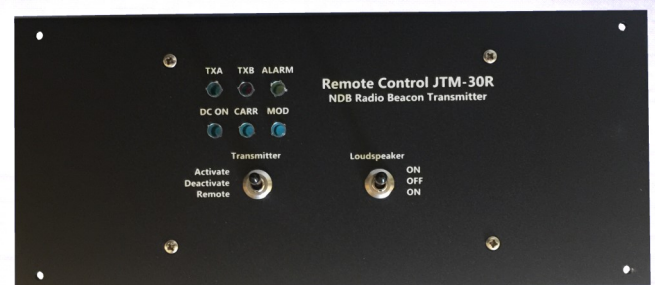 TXA TXB ALARM
Remote Control JTM-30R
NDB Radio Beacon Transmitter
DC ON CARR MOD
Transmitter
Activate
Deactivate
Remote
Loudspeaker
ON
OFF
ON